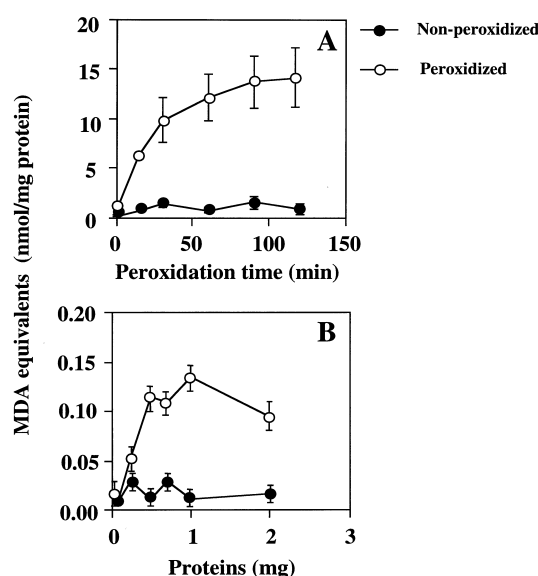 20
15
10
5
0
A
0 50 100 150
Peroxidation time (min)
Non-peroxidized
Peroxidized
MDA equivalents (nmol/mg protein)
0.20
0.15
0.10
0.05
0.00
B
0 1 2 3
Proteins (mg)